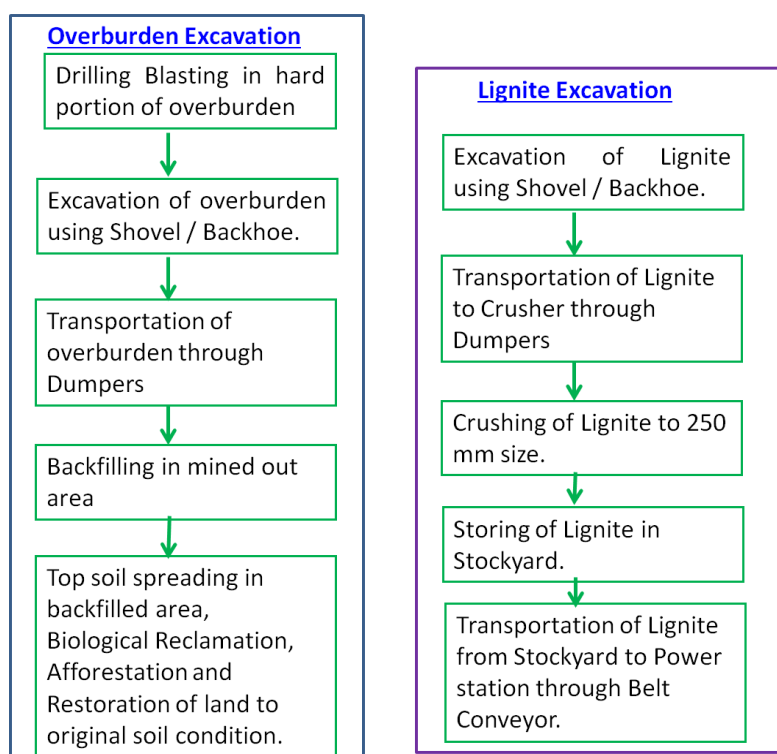 Overburden Excavation
Drilling Blasting in hard
portion of overburden
Excavation of overburden
using Shovel / Backhoe.
Transportation of
overburden through
Dumpers
Backfilling in mined out
area
Top soil spreading in
backfilled area,
Biological Reclamation,
Afforestation and
Restoration of land to
original soil condition.
Lignite Excavation
Excavation of Lignite
using Shovel / Backhoe.
Transportation of Lignite
to Crusher through
Dumpers
Crushing of Lignite to 250
mm size.
Storing of Lignite in
Stockyard.
Transportation of Lignite
from Stockyard to Power
station through Belt
Conveyor.